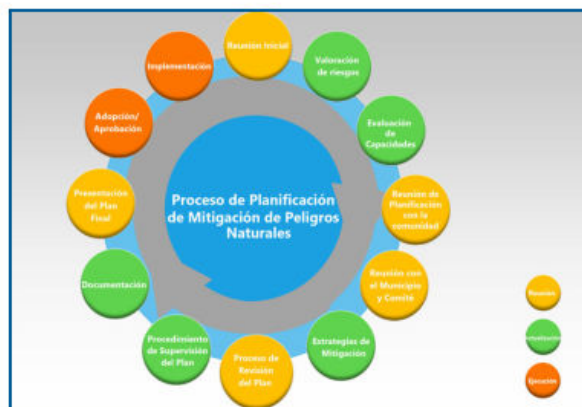 Reunión Inicial
Valoración
de riesgos
Evaluación
de
Capacidades
Reunión de
Planificación
con la
comunidad
Reunión con
el Municipio
y Comité
Estrategias de
Mitigación
Proceso de
Revisión
del Plan
Procedimiento
de Supervisión
del Plan
Documentación
Presentación
del Plan
Final
Adopción/
Aprobación
Implementación
Proceso de Planificación
de Mitigación de Peligros
Naturales
Reunión
Actualización
Ejecución